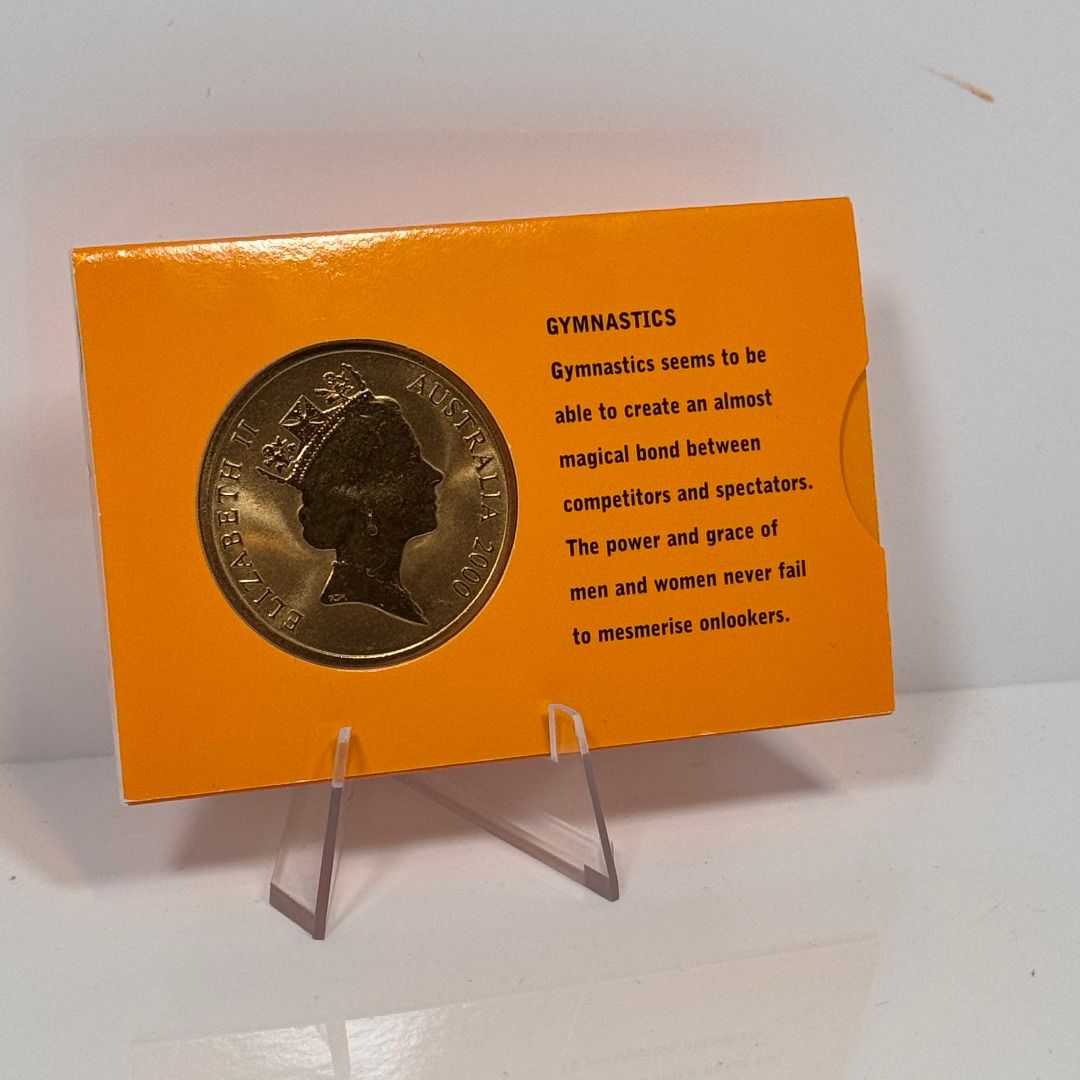 ELIZABETH II
AUSTRALIA 2000
GYMNASTICS
Gymnastics seems to be
able to create an almost
magical bond between
competitors and spectators.
The power and grace of
men and women never fail
to mesmerise onlookers.